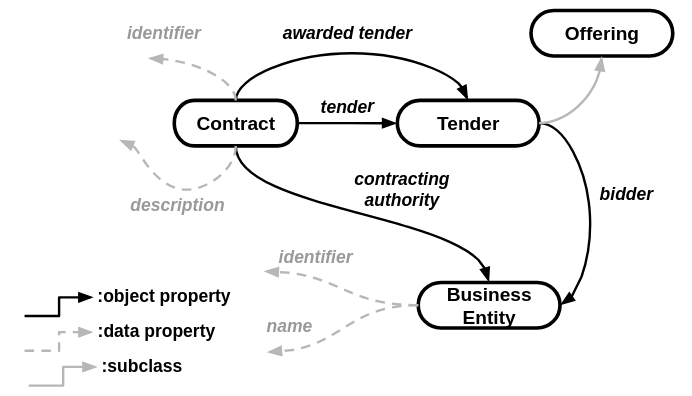 identifier
awarded tender
Offering
Contract
tender
Tender
description
contracting
authority
bidder
identifier
Business
Entity
name
:object property
:data property
:subclass